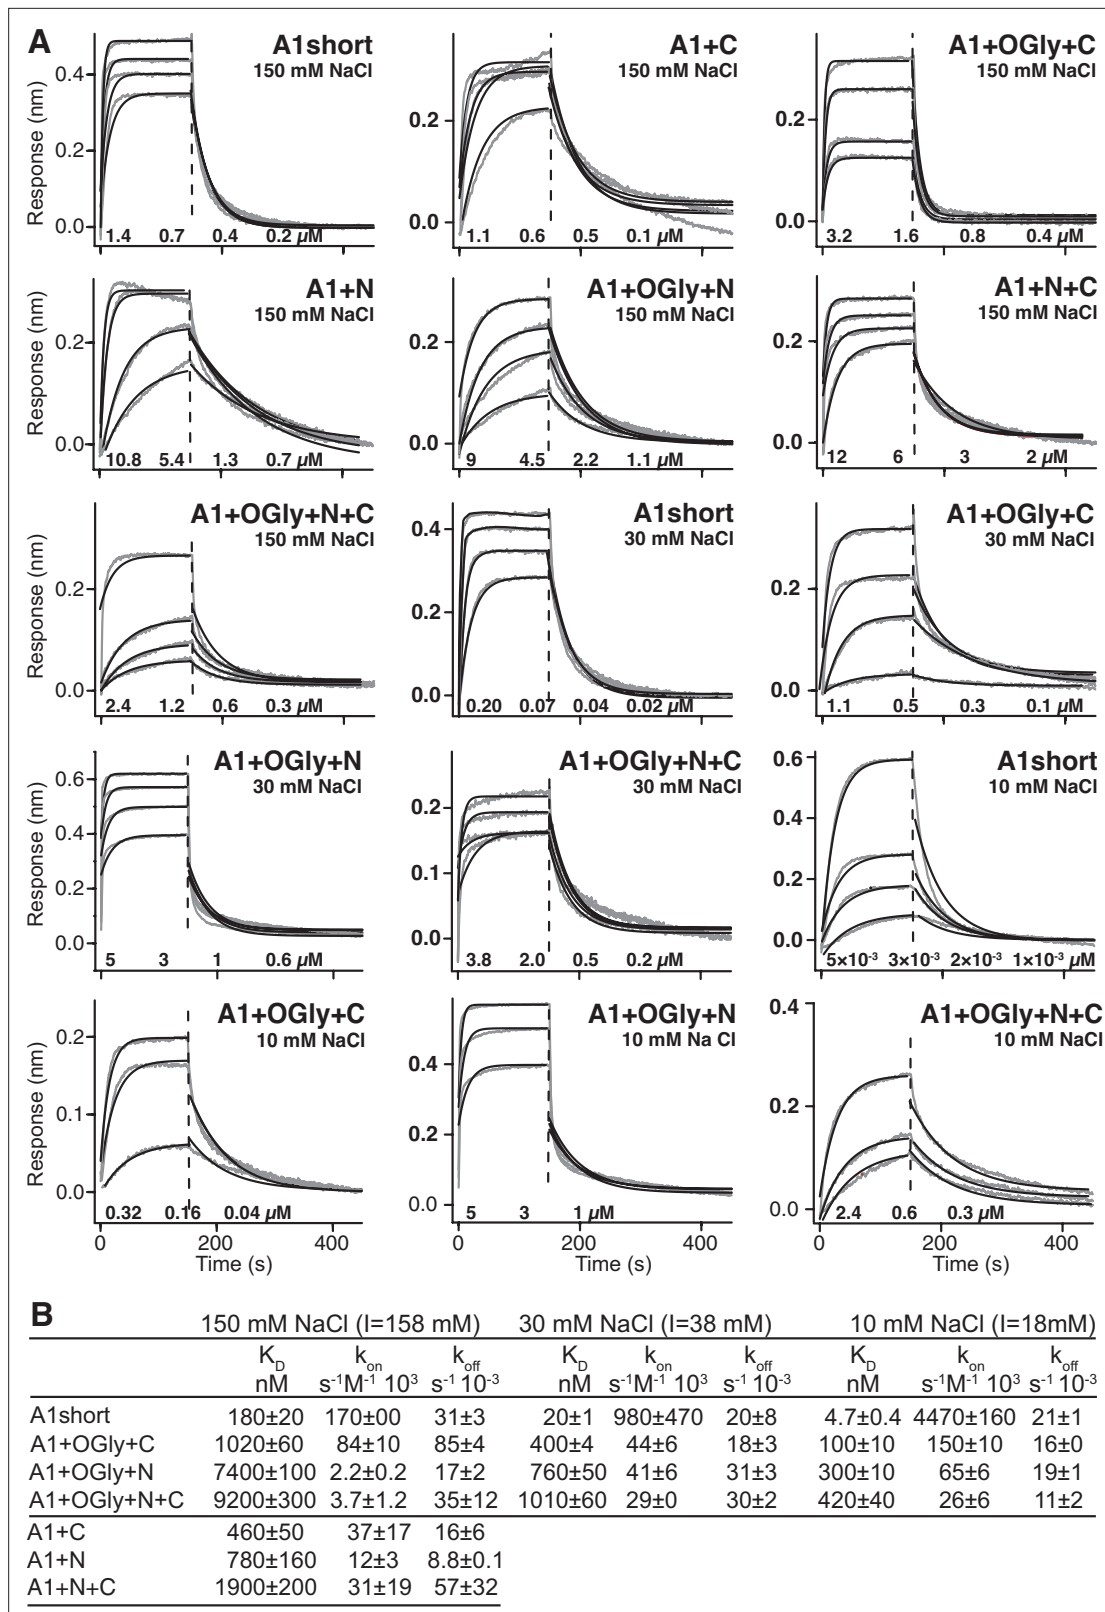 A
A1short
150 mM NaCl
Response (nm)
0.4
0.2
0.0
1.4 0.7 0.4 0.2 µM
A1+C
150 mM NaCl
0.2
0.0
1.1 0.6 0.5 0.1 µM
A1+OGly+C
150 mM NaCl
0.2
0.0
3.2 1.6 0.8 0.4 µM
A1+N
150 mM NaCl
Response (nm)
0.2
0.0
10.8 5.4 1.3 0.7 µM
A1+OGly+N
150 mM NaCl
0.2
0.0
9 4.5 2.2 1.1 µM
A1+N+C
150 mM NaCl
0.2
0.0
12 6 3 2 µM
A1+OGly+N+C
150 mM NaCl
Response (nm)
0.2
0.0
2.4 1.2 0.6 0.3 µM
A1short
30 mM NaCl
0.4
0.2
0.0
0.20 0.07 0.04 0.02 µM
A1+OGly+C
30 mM NaCl
0.2
0.0
1.1 0.5 0.3 0.1 µM
A1+OGly+N
30 mM NaCl
Response (nm)
0.6
0.4
0.2
0.0
5 3 1 0.6 µM
A1+OGly+N+C
30 mM NaCl
0.2
0.1
0.0
3.8 2.0 0.5 0.2 µM
A1short
10 mM NaCl
0.6
0.4
0.2
0.0
5×10-3 3×10-3 2×10-3 1×10-3 µM
A1+OGly+C
10 mM NaCl
Response (nm)
0.2
0.1
0.0
0.32 0.16 0.04 µM
0 200 400
Time (s)
A1+OGly+N
10 mM Na Cl
0.4
0.2
0.0
5 3 1 µM
0 200 400
Time (s)
A1+OGly+N+C
10 mM NaCl
0.4
0.2
0.0
2.4 0.6 0.3 µM
0 200 400
Time (s)
B
150 mM NaCl (I=158 mM) 30 mM NaCl (I=38 mM) 10 mM NaCl (I=18mM)
KD kon koff KD kon koff KD kon koff
nM s-1M-1 103 s-1 10-3 nM s-1M-1 103 s-1 10-3 nM s-1M-1 103 s-1 10-3
A1short 180±20 170±00 31±3 20±1 980±470 20±8 4.7±0.4 4470±160 21±1
A1+OGly+C 1020±60 84±10 85±4 400±4 44±6 18±3 100±10 150±10 16±0
A1+OGly+N 7400±100 2.2±0.2 17±2 760±50 41±6 31±3 300±10 65±6 19±1
A1+OGly+N+C 9200±300 3.7±1.2 35±12 1010±60 29±0 30±2 420±40 26±6 11±2
A1+C 460±50 37±17 16±6
A1+N 780±160 12±3 8.8±0.1
A1+N+C 1900±200 31±19 57±32